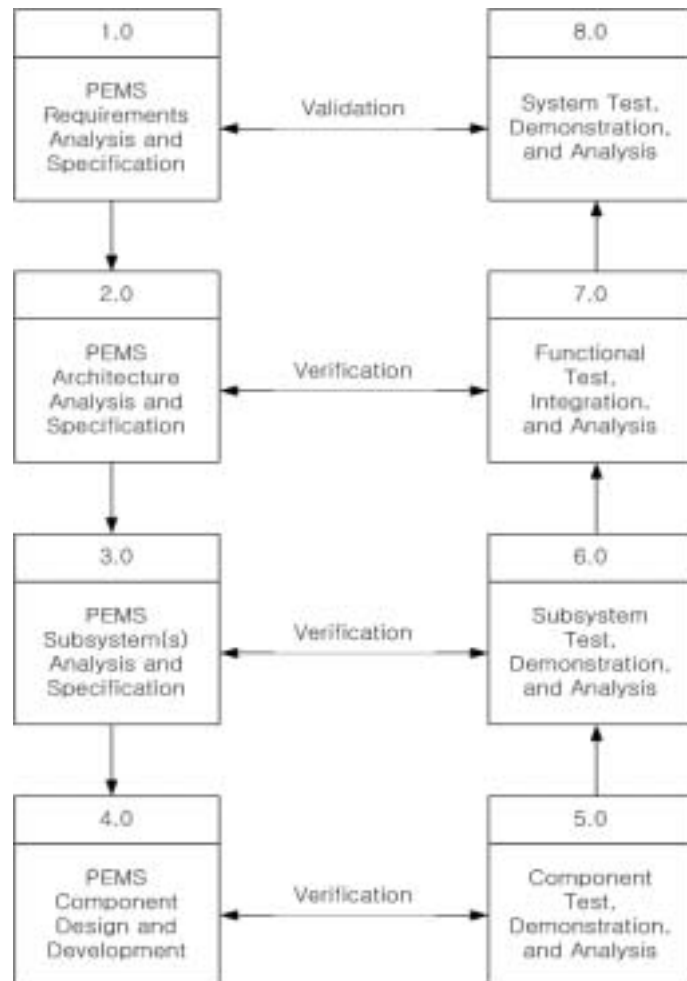 1.0
8.0
PEMS
Requirements
Analysis and
Specification
Validation
System Test,
Demonstration,
and Analysis
2.0
7.0
PEMS
Architecture
Analysis and
Specification
Verification
Functional
Test,
Integration,
and Analysis
3.0
6.0
PEMS
Subsystem(s)
Analysis and
Specification
Verification
Subsystem
Test,
Demonstration,
and Analysis
4.0
5.0
PEMS
Component
Design and
Development
Verification
Component
Test,
Demonstration,
and Analysis